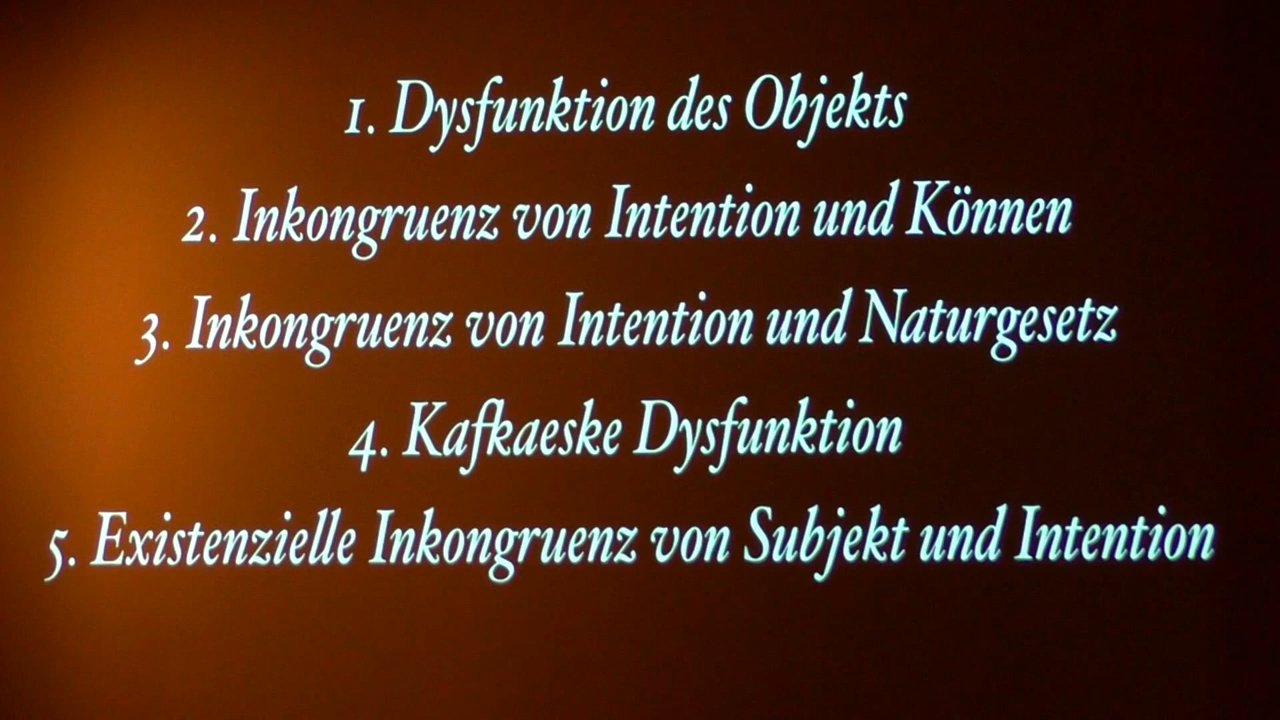 1. Dysfunktion des Objekts
2. Inkongruenz von Intention und Können
3. Inkongruenz von Intention und Naturgesetz
4. Kafkaeske Dysfunktion
5. Existenzielle Inkongruenz von Subjekt und Intention